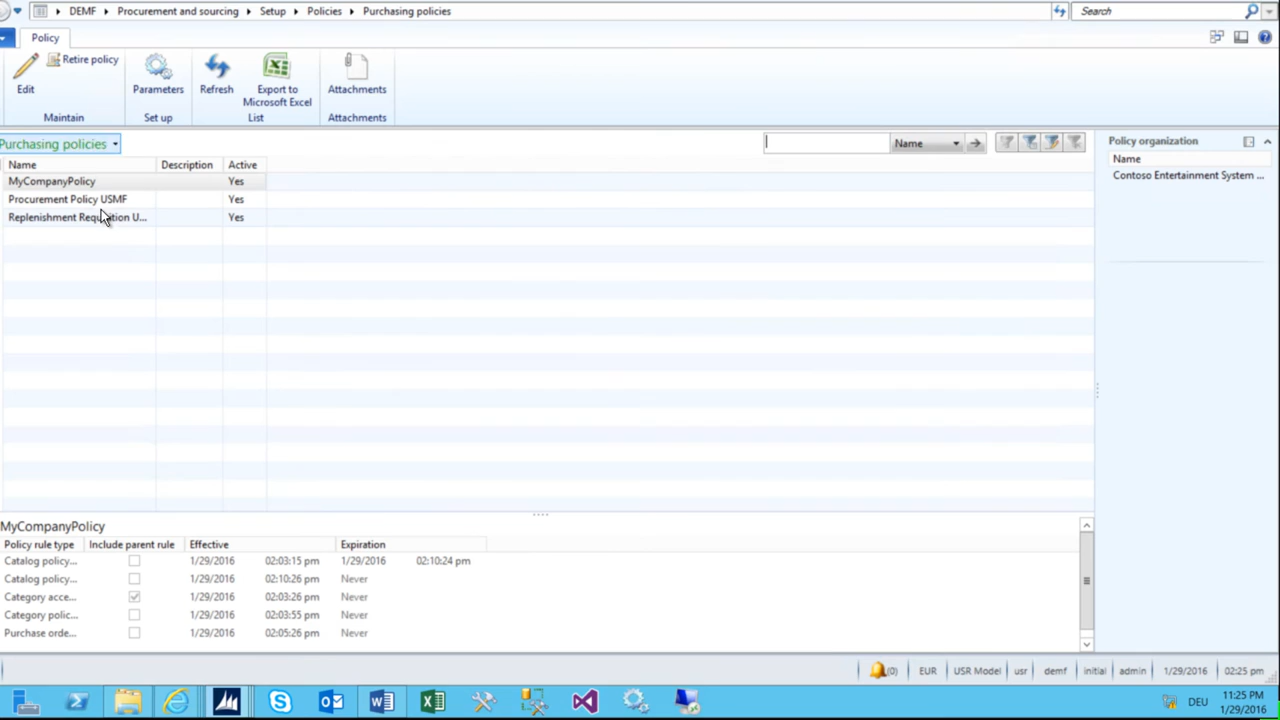 DEMF Procurement and sourcing Setup Policies Purchasing policies Search
Policy
Edit
Retire policy
Maintain
Parameters
Set up
Refresh
Export to
Microsoft Excel
List
Attachments
Attachments
Purchasing policies
Name
Name Description Active
MyCompanyPolicy Yes
Procurement Policy USMF Yes
Replenishment Requisition U... Yes
Policy organization
Name
Contoso Entertainment System ...
MyCompanyPolicy
Policy rule type Include parent rule Effective Expiration
Catalog policy... 1/29/2016 02:03:15 pm 1/29/2016 02:10:24 pm
Catalog policy... 1/29/2016 02:10:26 pm Never
Category acce... 1/29/2016 02:03:26 pm Never
Category polic... 1/29/2016 02:03:55 pm Never
Purchase orde... 1/29/2016 02:05:26 pm Never
(0) EUR USR Model usr demf initial admin 1/29/2016 02:25 pm
DEU
11:25 PM
1/29/2016